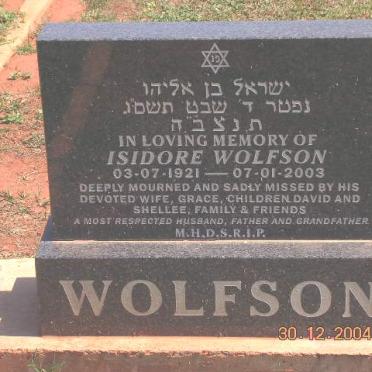 פנ
ישראל בן אליהו
נפטר ד׳ שבט תשס״ג
ת נ צ ב ה
IN LOVING MEMORY OF
ISIDORE WOLFSON
03-07-1921 — 07-01-2003
DEEPLY MOURNED AND SADLY MISSED BY HIS
DEVOTED WIFE, GRACE, CHILDREN DAVID AND
SHELLEE, FAMILY & FRIENDS
A MOST RESPECTED HUSBAND, FATHER AND GRANDFATHER
M.H.D.S.R.I.P.
WOLFSON
30.12.2004